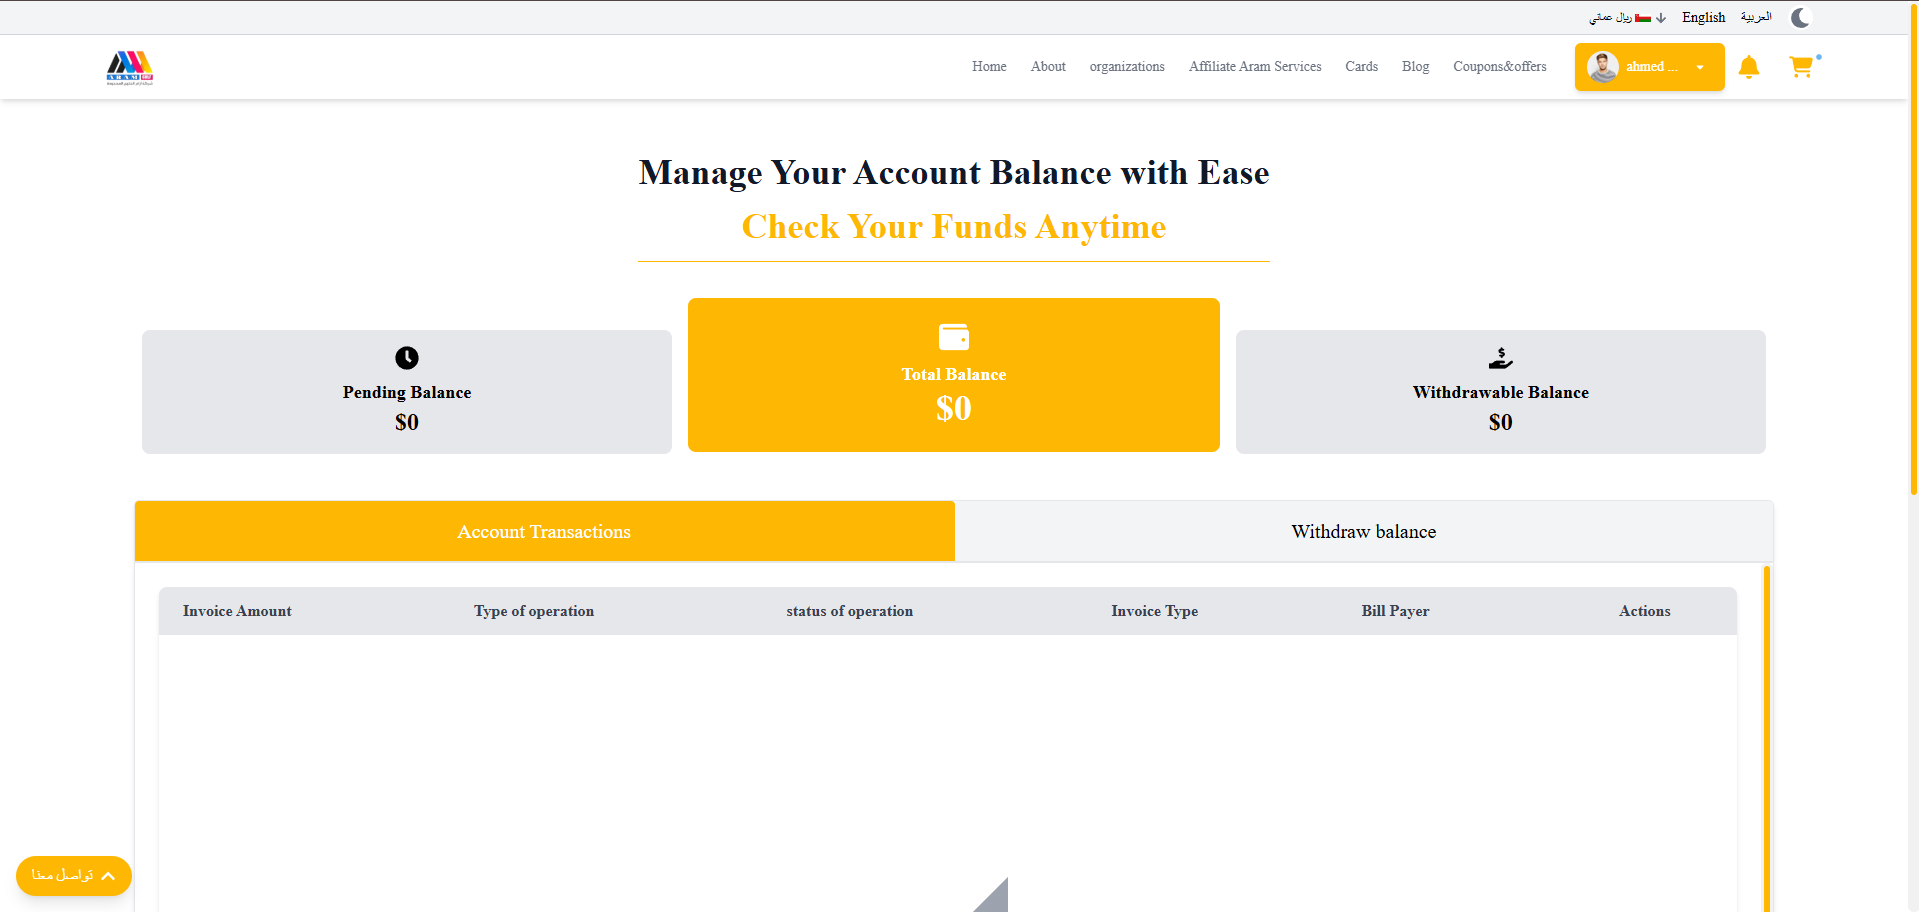 ريال عماني
English
العربية
ARAM
Home
About
organizations
Affiliate Aram Services
Cards
Blog
Coupons&offers
ahmed ...
Manage Your Account Balance with Ease
Check Your Funds Anytime
Pending Balance
$0
Total Balance
$0
Withdrawable Balance
$0
Account Transactions
Withdraw balance
Invoice Amount
Type of operation
status of operation
Invoice Type
Bill Payer
Actions
تواصل معنا